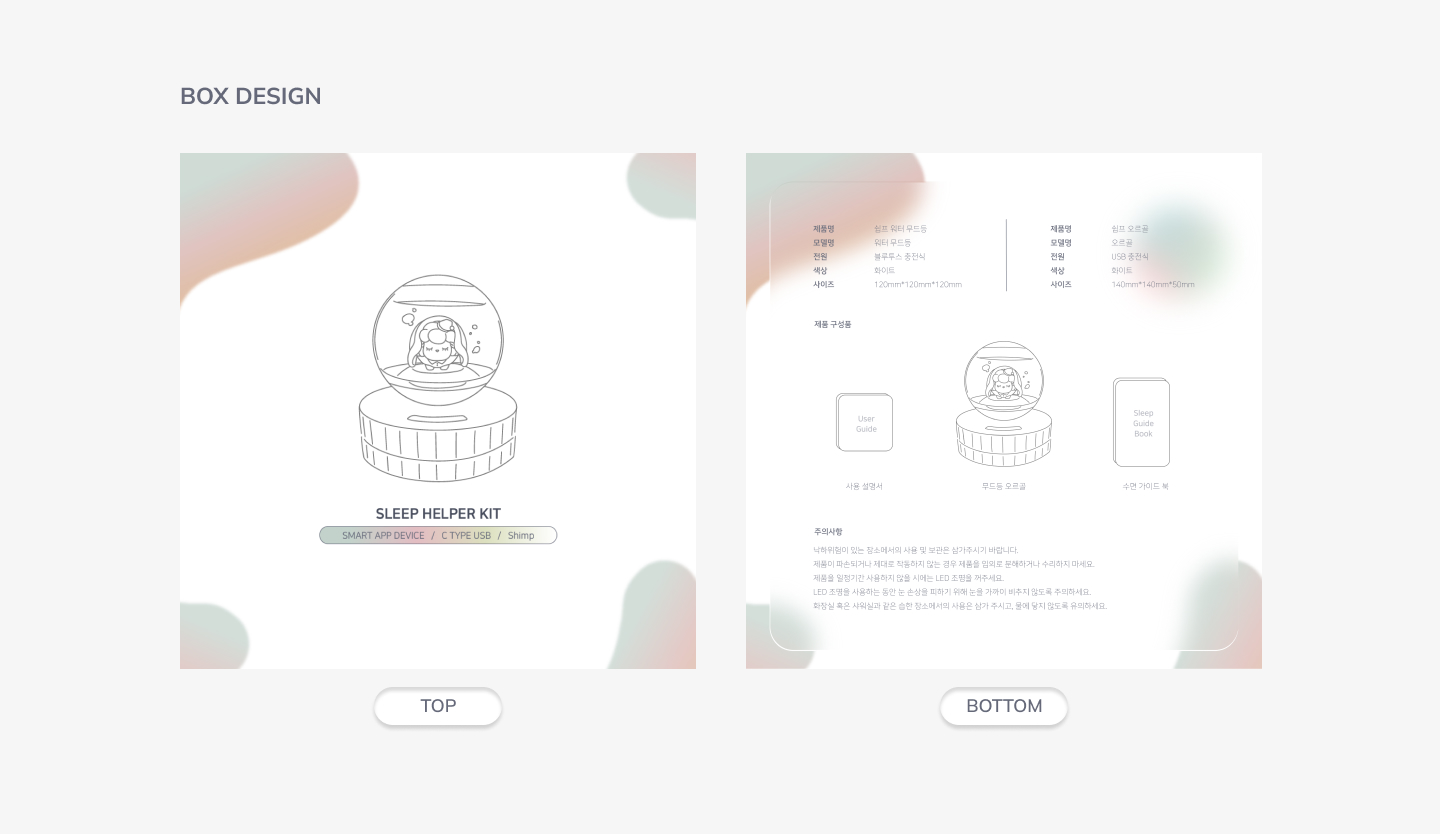 BOX DESIGN
SLEEP HELPER KIT
SMART APP DEVICE / C TYPE USB / Shimp
TOP
제품명 쉼프 워터 무드등
모델명 워터 무드등
전원 블루투스 충전식
색상 화이트
사이즈 120mm*120mm*120mm
제품명 쉼프 오르골
모델명 오르골
전원 USB 충전식
색상 화이트
사이즈 140mm*140mm*50mm
제품 구성품
User
Guide
Sleep
Guide
Book
사용 설명서
무드등 오르골
수면 가이드 북
주의사항
낙하위험이 있는 장소에서의 사용 및 보관은 삼가주시기 바랍니다.
제품이 파손되거나 제대로 작동하지 않는 경우 제품을 임의로 분해하거나 수리하지 마세요.
제품을 일정기간 사용하지 않을 시에는 LED 조명을 꺼주세요.
LED 조명을 사용하는 동안 눈 손상을 피하기 위해 눈을 가까이 비추지 않도록 주의하세요.
화장실 혹은 샤워실과 같은 습한 장소에서의 사용은 삼가 주시고, 물에 닿지 않도록 유의하세요.
BOTTOM